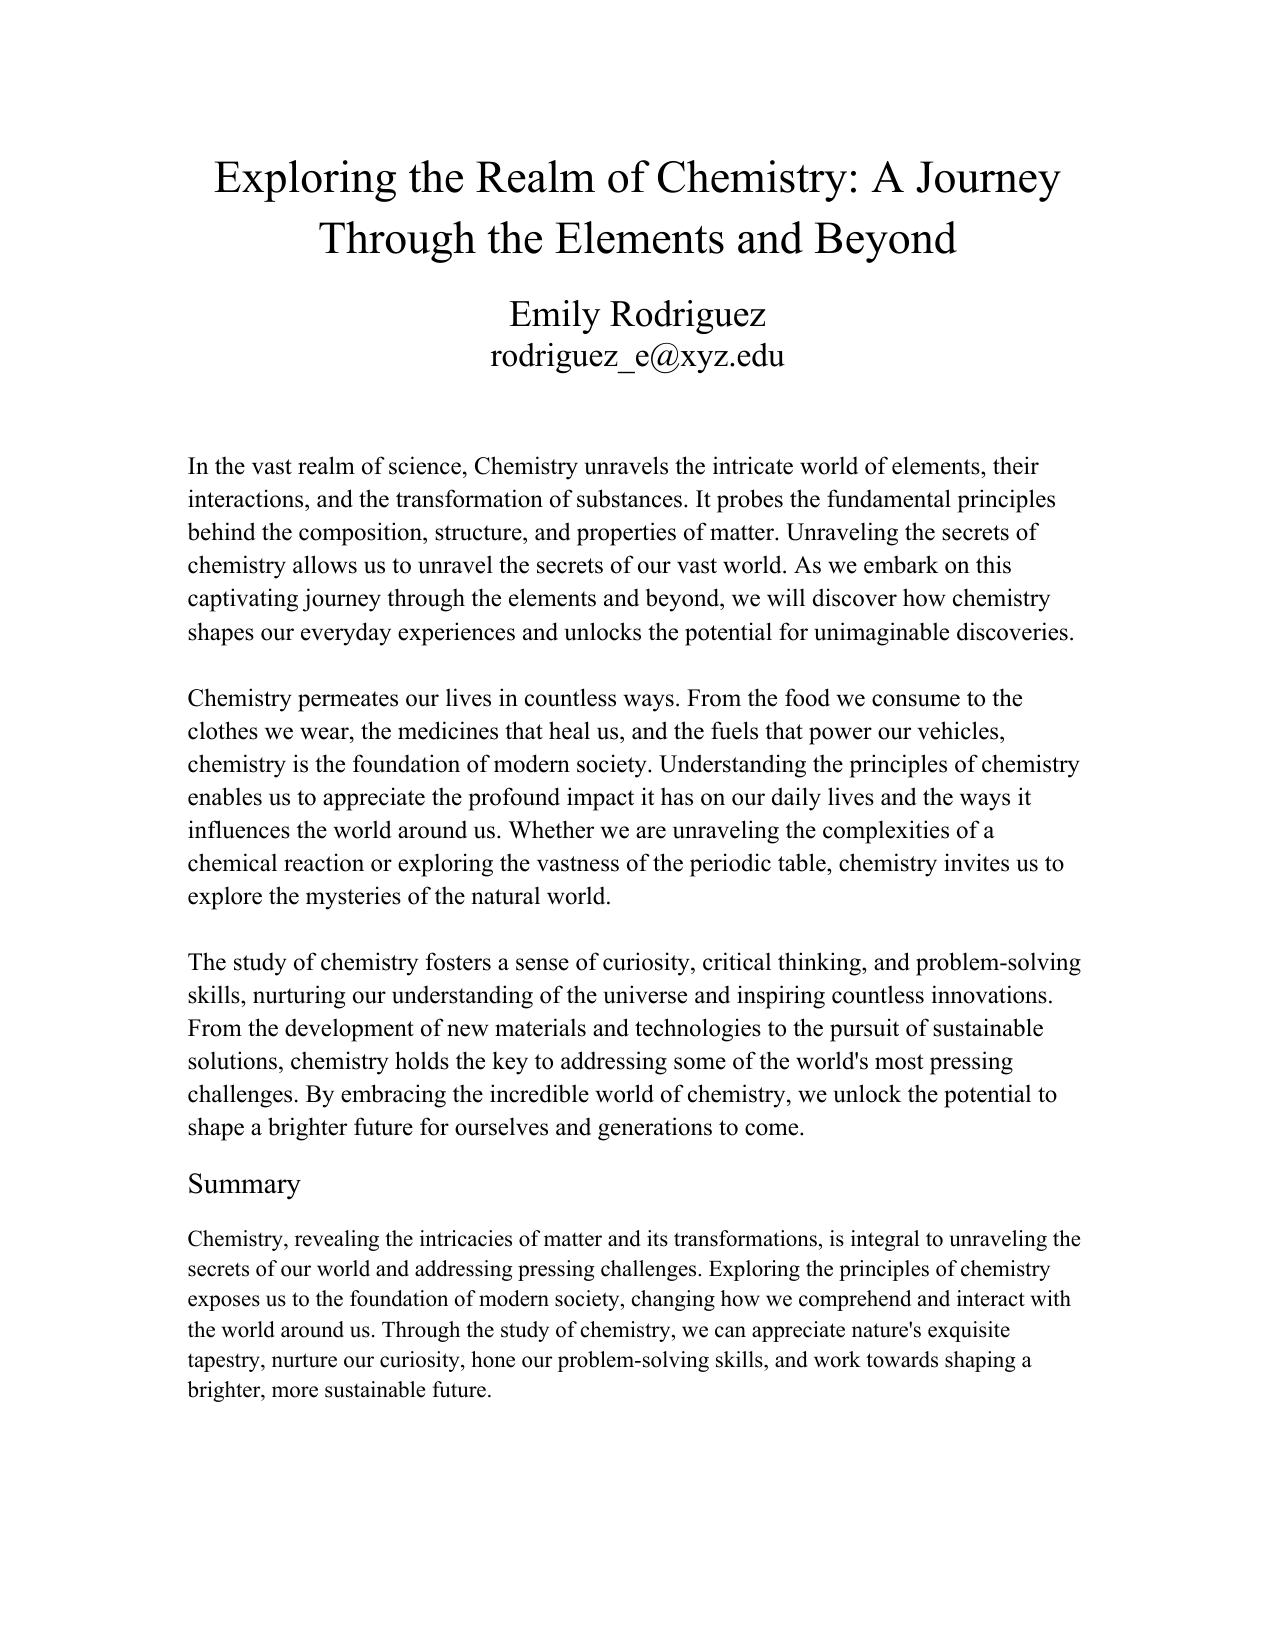 Exploring the Realm of Chemistry: A Journey
Through the Elements and Beyond
Emily Rodriguez
rodriguez_e@xyz.edu
In the vast realm of science, Chemistry unravels the intricate world of elements, their
interactions, and the transformation of substances. It probes the fundamental principles
behind the composition, structure, and properties of matter. Unraveling the secrets of
chemistry allows us to unravel the secrets of our vast world. As we embark on this
captivating journey through the elements and beyond, we will discover how chemistry
shapes our everyday experiences and unlocks the potential for unimaginable discoveries.
Chemistry permeates our lives in countless ways. From the food we consume to the
clothes we wear, the medicines that heal us, and the fuels that power our vehicles,
chemistry is the foundation of modern society. Understanding the principles of chemistry
enables us to appreciate the profound impact it has on our daily lives and the ways it
influences the world around us. Whether we are unraveling the complexities of a
chemical reaction or exploring the vastness of the periodic table, chemistry invites us to
explore the mysteries of the natural world.
The study of chemistry fosters a sense of curiosity, critical thinking, and problem-solving
skills, nurturing our understanding of the universe and inspiring countless innovations.
From the development of new materials and technologies to the pursuit of sustainable
solutions, chemistry holds the key to addressing some of the world's most pressing
challenges. By embracing the incredible world of chemistry, we unlock the potential to
shape a brighter future for ourselves and generations to come.
Summary
Chemistry, revealing the intricacies of matter and its transformations, is integral to unraveling the
secrets of our world and addressing pressing challenges. Exploring the principles of chemistry
exposes us to the foundation of modern society, changing how we comprehend and interact with
the world around us. Through the study of chemistry, we can appreciate nature's exquisite
tapestry, nurture our curiosity, hone our problem-solving skills, and work towards shaping a
brighter, more sustainable future.